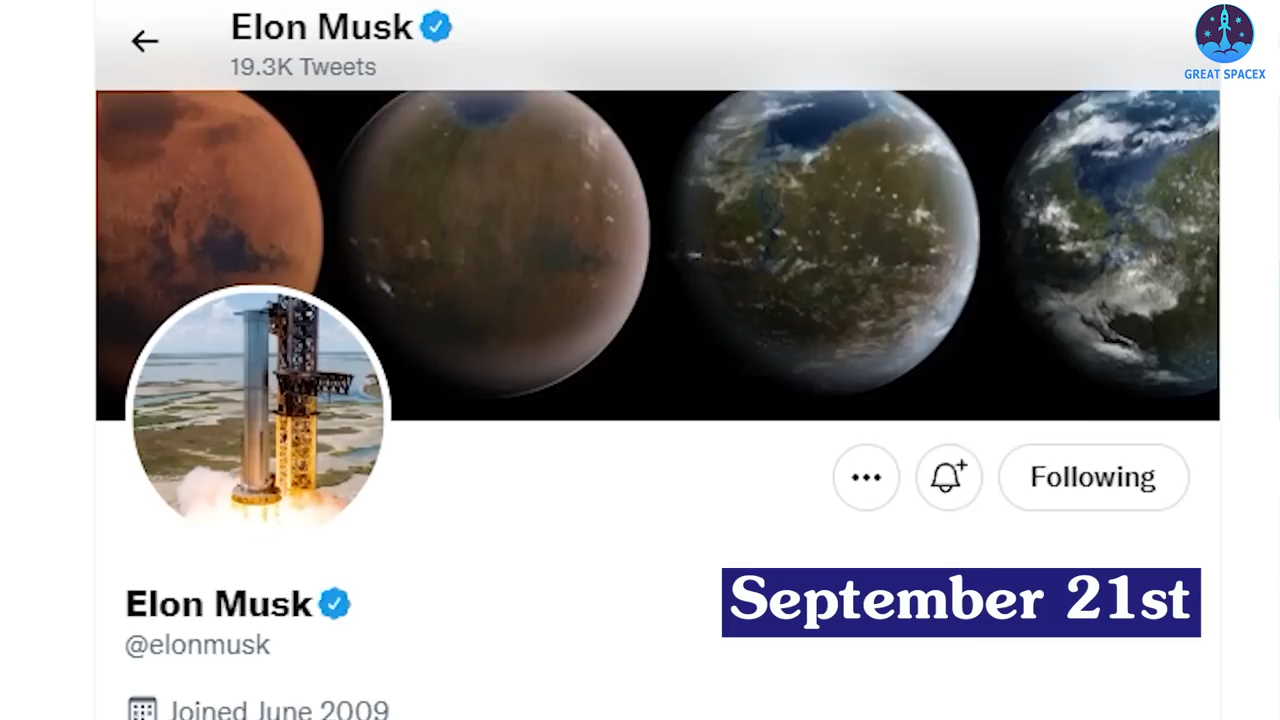 Elon Musk
19.3K Tweets
GREAT SPACEX
Following
September 21st
Elon Musk
@elonmusk
Joined June 2009